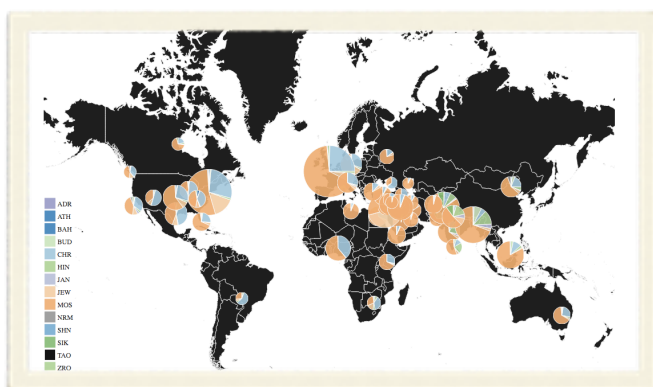 ADR
ATH
BAH
BUD
CHR
HIN
JAN
JEW
MOS
NRM
SHN
SIK
TAO
ZRO